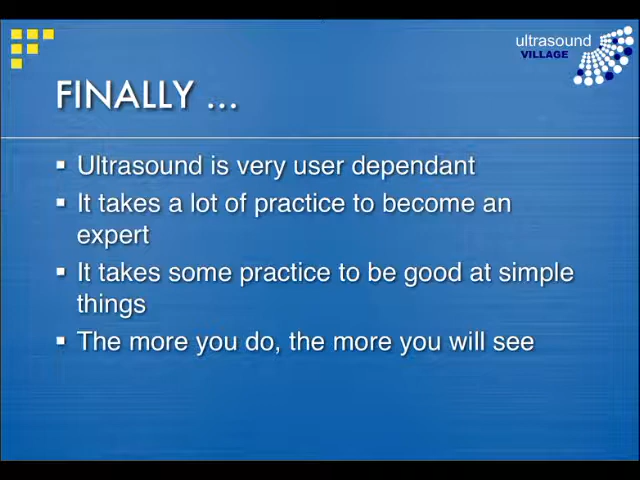 ultrasound
VILLAGE
FINALLY ...
▪ Ultrasound is very user dependant
▪ It takes a lot of practice to become an
expert
▪ It takes some practice to be good at simple
things
▪ The more you do, the more you will see